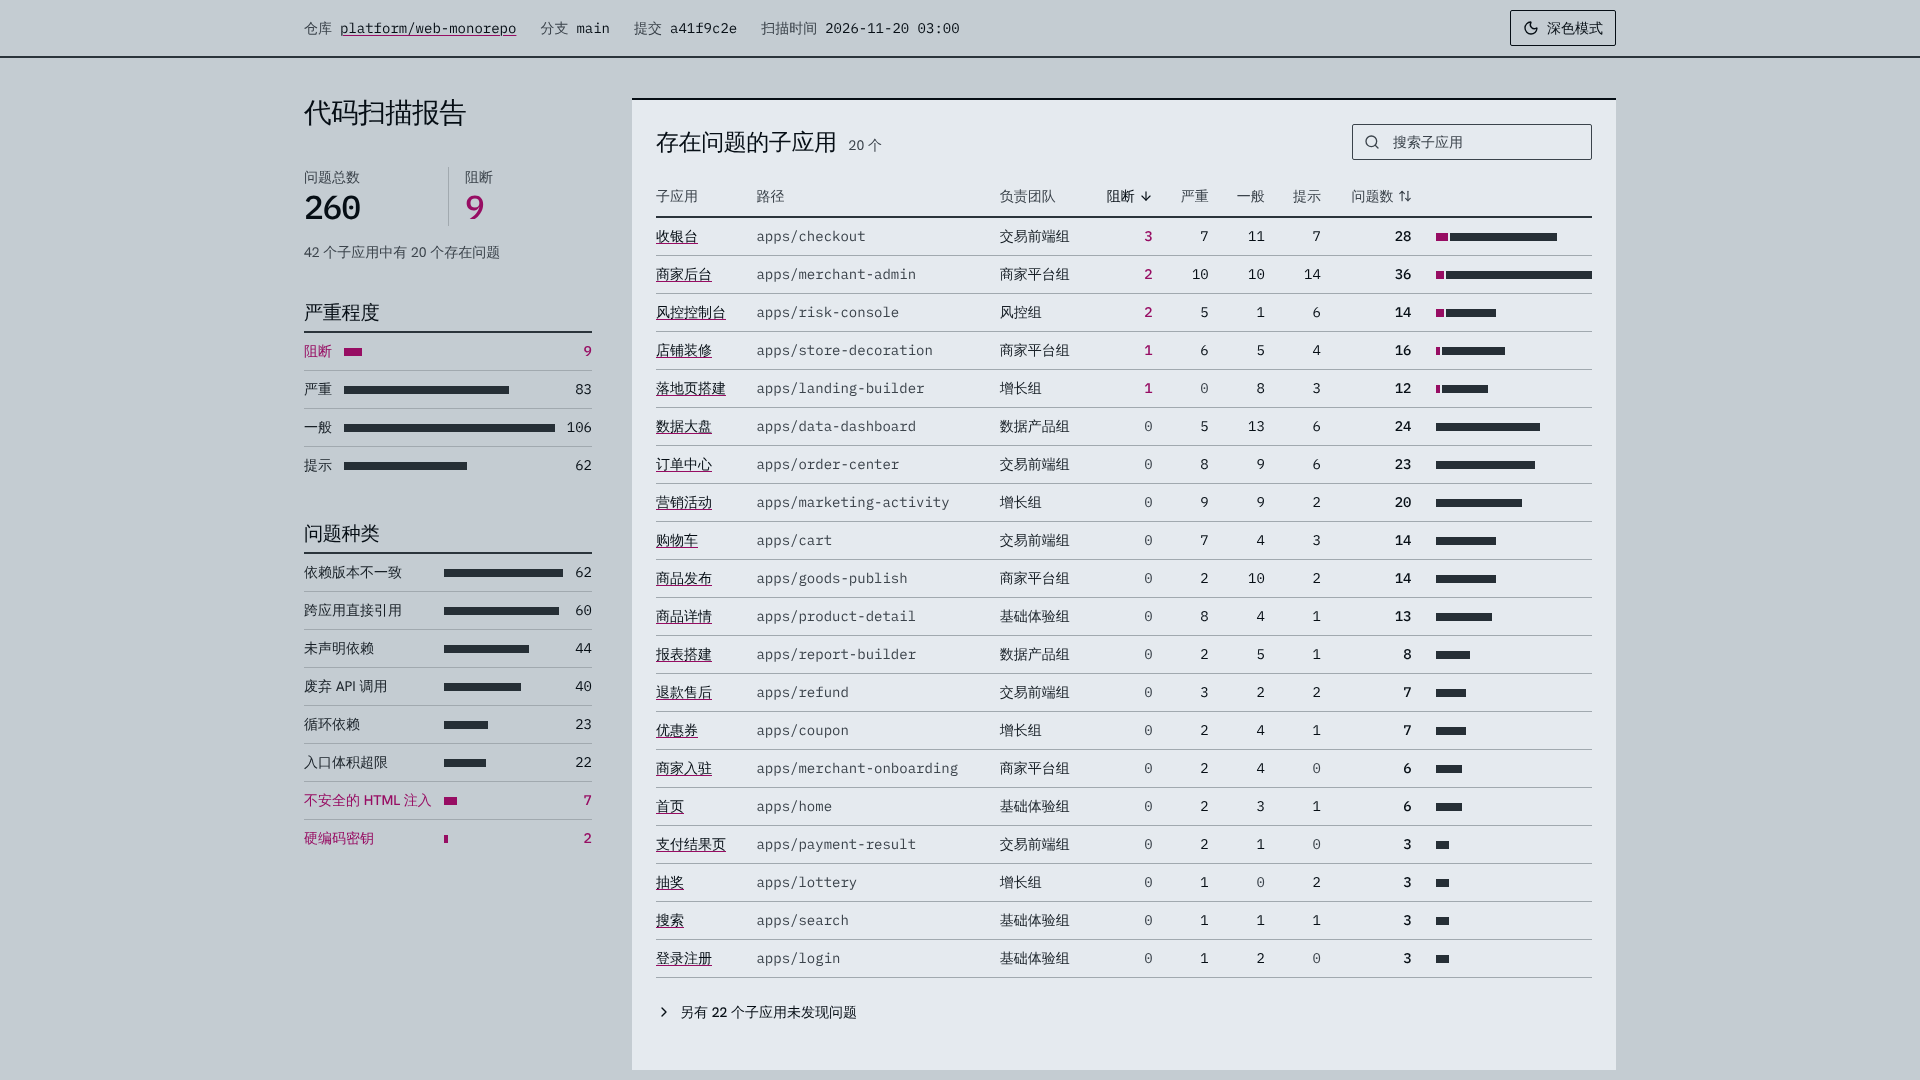 仓库 platform/web-monorepo 分支 main 提交 a41f9c2e 扫描时间 2026-11-20 03:00 深色模式
代码扫描报告
问题总数 阻断
260 9
42 个子应用中有 20 个存在问题
严重程度
阻断 9
严重 83
一般 106
提示 62
问题种类
依赖版本不一致 62
跨应用直接引用 60
未声明依赖 44
废弃 API 调用 40
循环依赖 23
入口体积超限 22
不安全的 HTML 注入 7
硬编码密钥 2
存在问题的子应用 20 个 搜索子应用
子应用 路径 负责团队 阻断 ↓ 严重 一般 提示 问题数 ↑↓
收银台 apps/checkout 交易前端组 3 7 11 7 28
商家后台 apps/merchant-admin 商家平台组 2 10 10 14 36
风控控制台 apps/risk-console 风控组 2 5 1 6 14
店铺装修 apps/store-decoration 商家平台组 1 6 5 4 16
落地页搭建 apps/landing-builder 增长组 1 0 8 3 12
数据大盘 apps/data-dashboard 数据产品组 0 5 13 6 24
订单中心 apps/order-center 交易前端组 0 8 9 6 23
营销活动 apps/marketing-activity 增长组 0 9 9 2 20
购物车 apps/cart 交易前端组 0 7 4 3 14
商品发布 apps/goods-publish 商家平台组 0 2 10 2 14
商品详情 apps/product-detail 基础体验组 0 8 4 1 13
报表搭建 apps/report-builder 数据产品组 0 2 5 1 8
退款售后 apps/refund 交易前端组 0 3 2 2 7
优惠券 apps/coupon 增长组 0 2 4 1 7
商家入驻 apps/merchant-onboarding 商家平台组 0 2 4 0 6
首页 apps/home 基础体验组 0 2 3 1 6
支付结果页 apps/payment-result 交易前端组 0 2 1 0 3
抽奖 apps/lottery 增长组 0 1 0 2 3
搜索 apps/search 基础体验组 0 1 1 1 3
登录注册 apps/login 基础体验组 0 1 2 0 3
另有 22 个子应用未发现问题